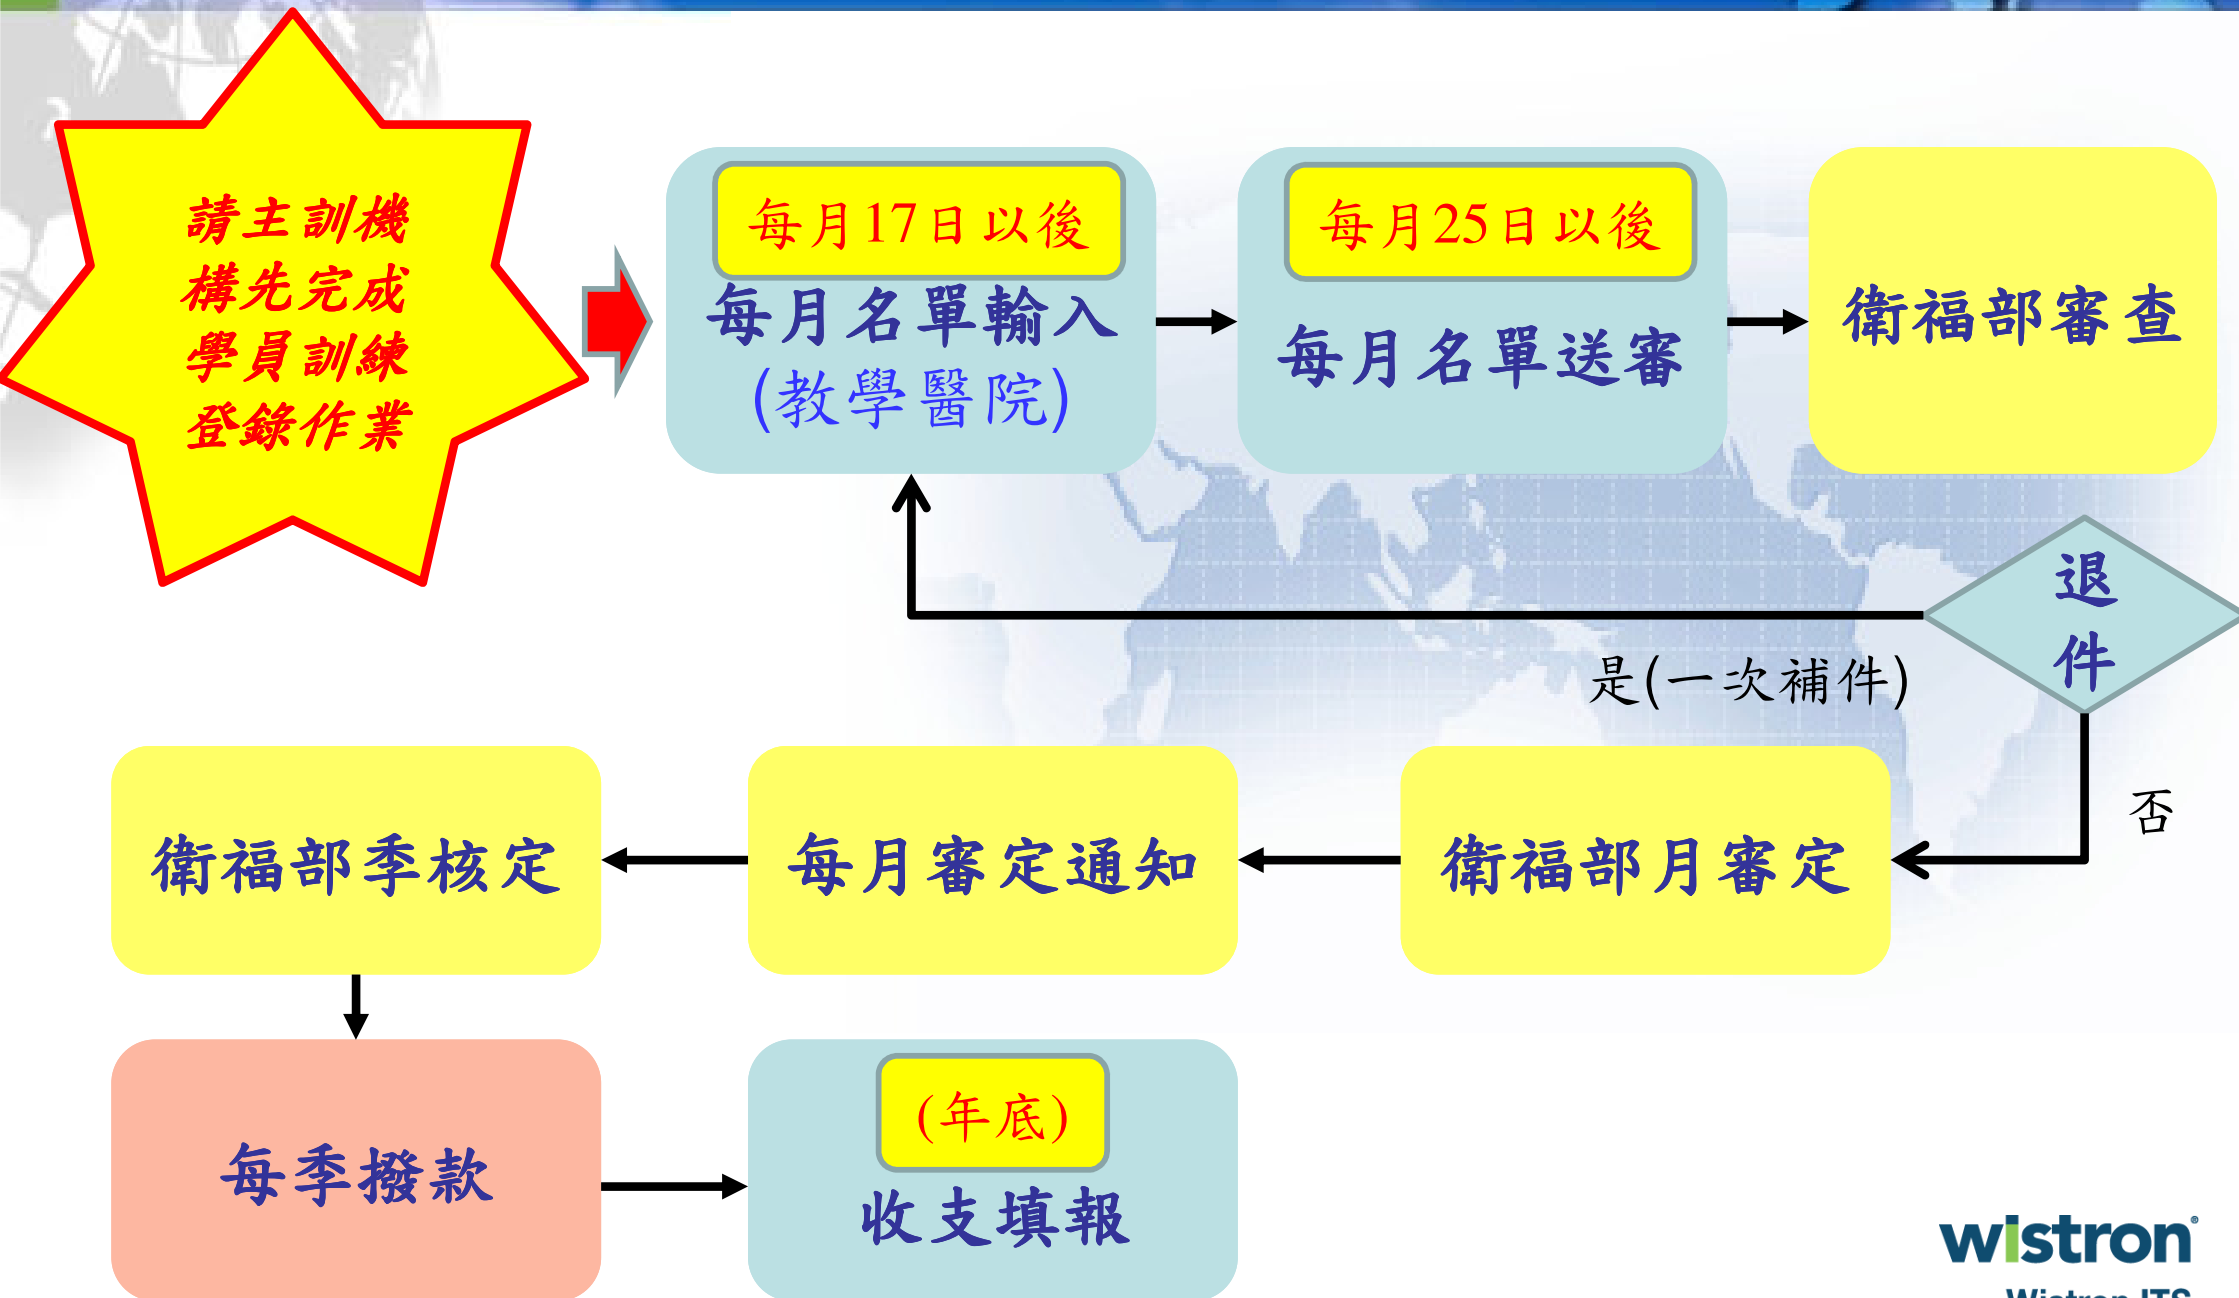 請主訓機
構先完成
學員訓練
登錄作業
每月17日以後
每月名單輸入
(教學醫院)
每月25日以後
每月名單送審
衛福部審查
退
件
是(一次補件)
否
衛福部月審定
每月審定通知
衛福部季核定
每季撥款
(年底)
收支填報
wistron®
Wistron ITS